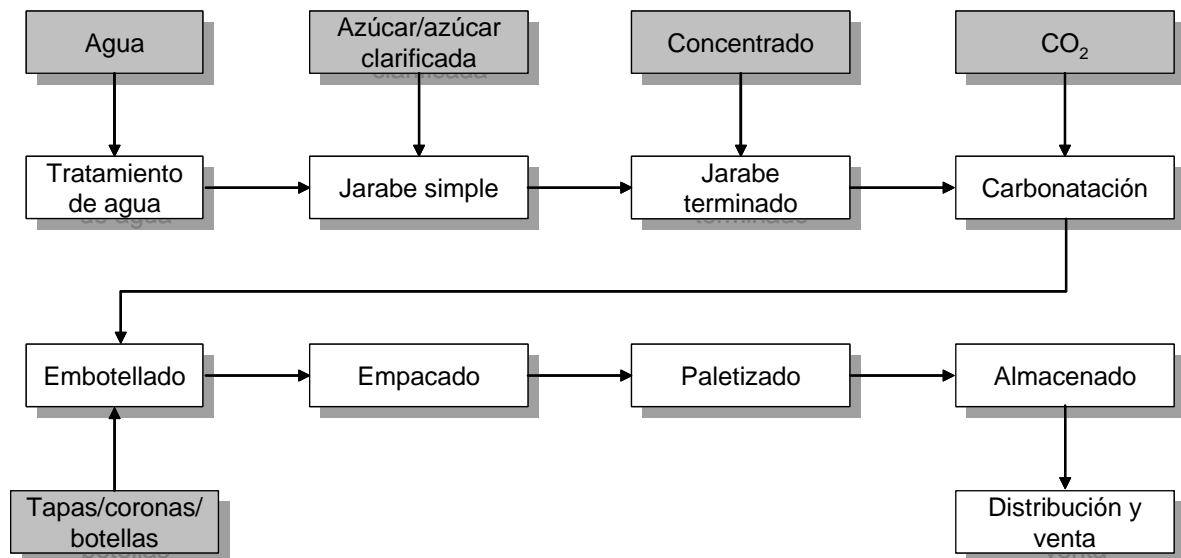 Agua
Azúcar/azúcar
clarificada
Concentrado
CO₂
Tratamiento
de agua
Jarabe simple
Jarabe
terminado
Carbonatación
Embotellado
Empacado
Paletizado
Almacenado
Tapas/coronas/
botellas
Distribución y
venta